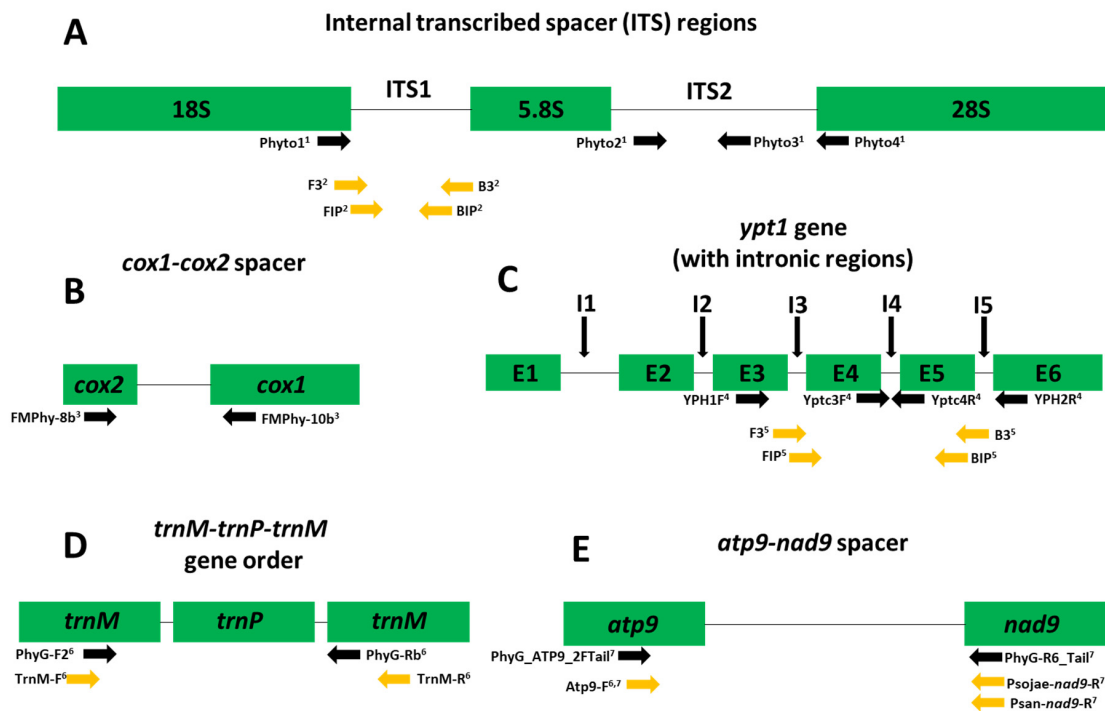 A
Internal transcribed spacer (ITS) regions
18S ITS1 5.8S ITS2 28S
Phyto1¹ Phyto2¹ Phyto3¹ Phyto4¹
F3² B3²
FIP² BIP²
B
cox1-cox2 spacer
cox2 cox1
FMPhy-8b³ FMPhy-10b³
C
ypt1 gene
(with intronic regions)
I1 I2 I3 I4 I5
E1 E2 E3 E4 E5 E6
YPH1F⁴ Yptc3F⁴ Yptc4R⁴ YPH2R⁴
F3⁵ B3⁵
FIP⁵ BIP⁵
D
trnM-trnP-trnM
gene order
trnM trnP trnM
PhyG-F2⁶ PhyG-Rb⁶
TrnM-F⁶ TrnM-R⁶
E
atp9-nad9 spacer
atp9 nad9
PhyG_ATP9_2FTail⁷ PhyG-R6_Tail⁷
Atp9-F⁶,⁷ Psojae-nad9-R⁷
Psan-nad9-R⁷